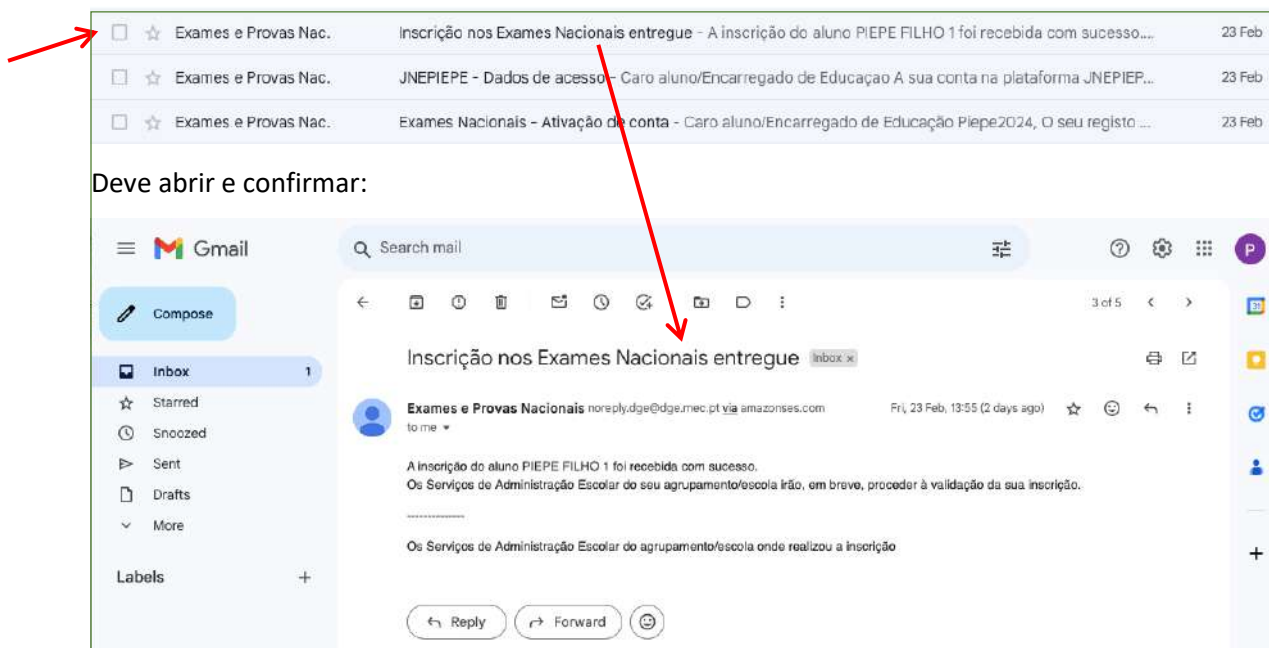 Exames e Provas Nac. Inscrição nos Exames Nacionais entregue - A inscrição do aluno PIEPE FILHO 1 foi recebida com sucesso.... 23 Feb
Exames e Provas Nac. JNEPIEPE - Dados de acesso - Caro aluno/Encarregado de Educaçao A sua conta na plataforma JNEPIEP... 23 Feb
Exames e Provas Nac. Exames Nacionais - Ativação de conta - Caro aluno/Encarregado de Educação Piepe2024, O seu registo ... 23 Feb
Deve abrir e confirmar:
Gmail Search mail P
Compose 3 of 5 31
Inscrição nos Exames Nacionais entregue Inbox x
Inbox 1
Starred Exames e Provas Nacionais noreply.dge@dge.mec.pt via amazonses.com Fri, 23 Feb, 13:55 (2 days ago)
to me
Snoozed
Sent A inscrição do aluno PIEPE FILHO 1 foi recebida com sucesso.
Os Serviços de Administração Escolar do seu agrupamento/escola irão, em breve, proceder à validação da sua inscrição.
Drafts
--------------
More
Os Serviços de Administração Escolar do agrupamento/escola onde realizou a inscrição
Labels +
Reply Forward